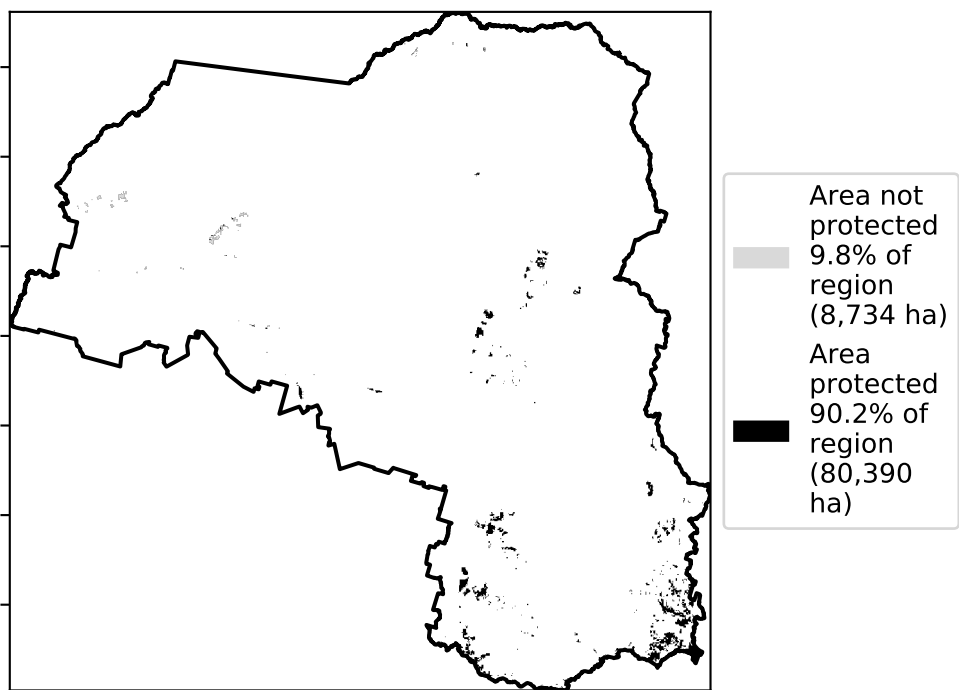 Area not
protected
9.8% of
region
(8,734 ha)
Area
protected
90.2% of
region
(80,390
ha)